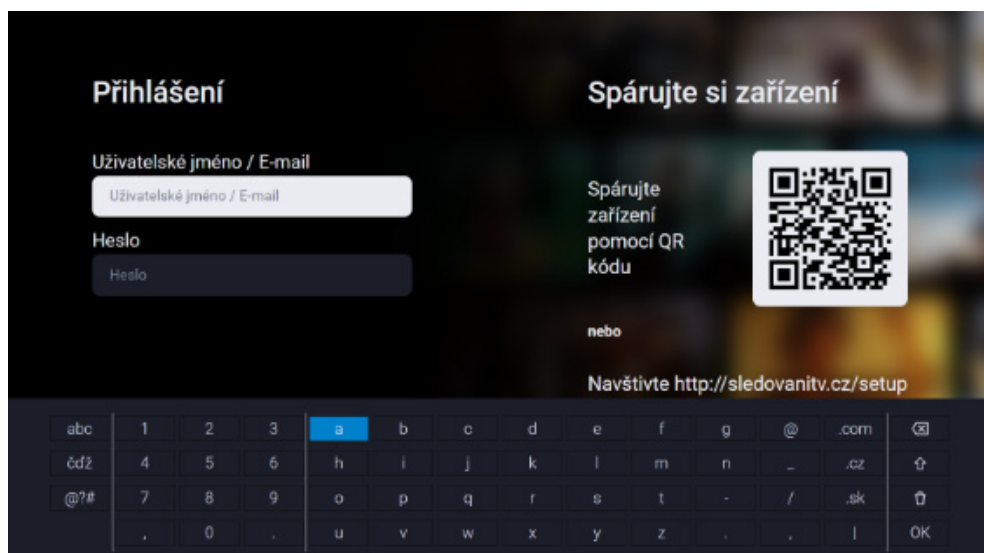 Přihlášení
Uživatelské jméno / E-mail
Uživatelské jméno / E-mail
Heslo
Heslo
Spárujte si zařízení
Spárujte
zařízení
pomocí QR
kódu
nebo
Navštivte http://sledovanitv.cz/setup
abc 1 2 3 a b c d e f g @ .com
čďž 4 5 6 h i j k l m n _ .cz
@?# 7 8 9 o p q r s t - / .sk
0 u v w x y z OK